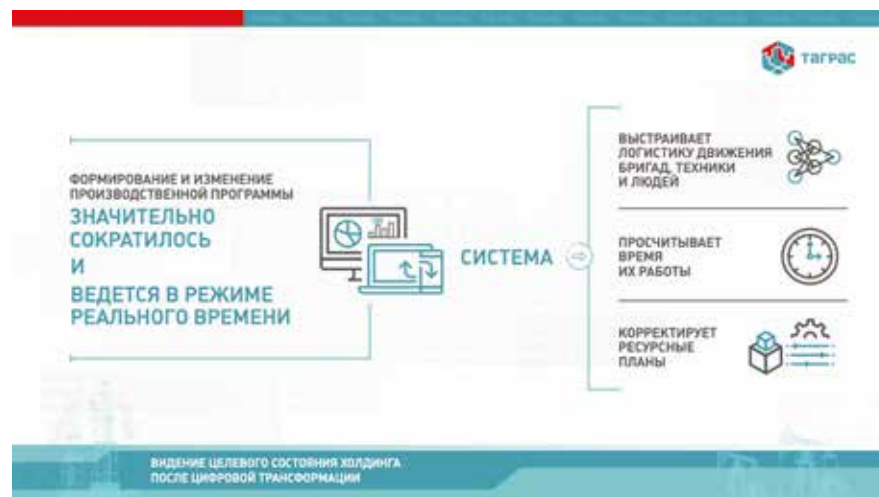 ТАГРАС
ФОРМИРОВАНИЕ И ИЗМЕНЕНИЕ
ПРОИЗВОДСТВЕННОЙ ПРОГРАММЫ
ЗНАЧИТЕЛЬНО
СОКРАТИЛОСЬ
И
ВЕДЕТСЯ В РЕЖИМЕ
РЕАЛЬНОГО ВРЕМЕНИ
СИСТЕМА
ВЫСТРАИВАЕТ
ЛОГИСТИКУ ДВИЖЕНИЯ
БРИГАД, ТЕХНИКИ
И ЛЮДЕЙ
ПРОСЧИТЫВАЕТ
ВРЕМЯ
ИХ РАБОТЫ
КОРРЕКТИРУЕТ
РЕСУРСНЫЕ
ПЛАНЫ
ВИДЕНИЕ ЦЕЛЕВОГО СОСТОЯНИЯ ХОЛДИНГА
ПОСЛЕ ЦИФРОВОЙ ТРАНСФОРМАЦИИ